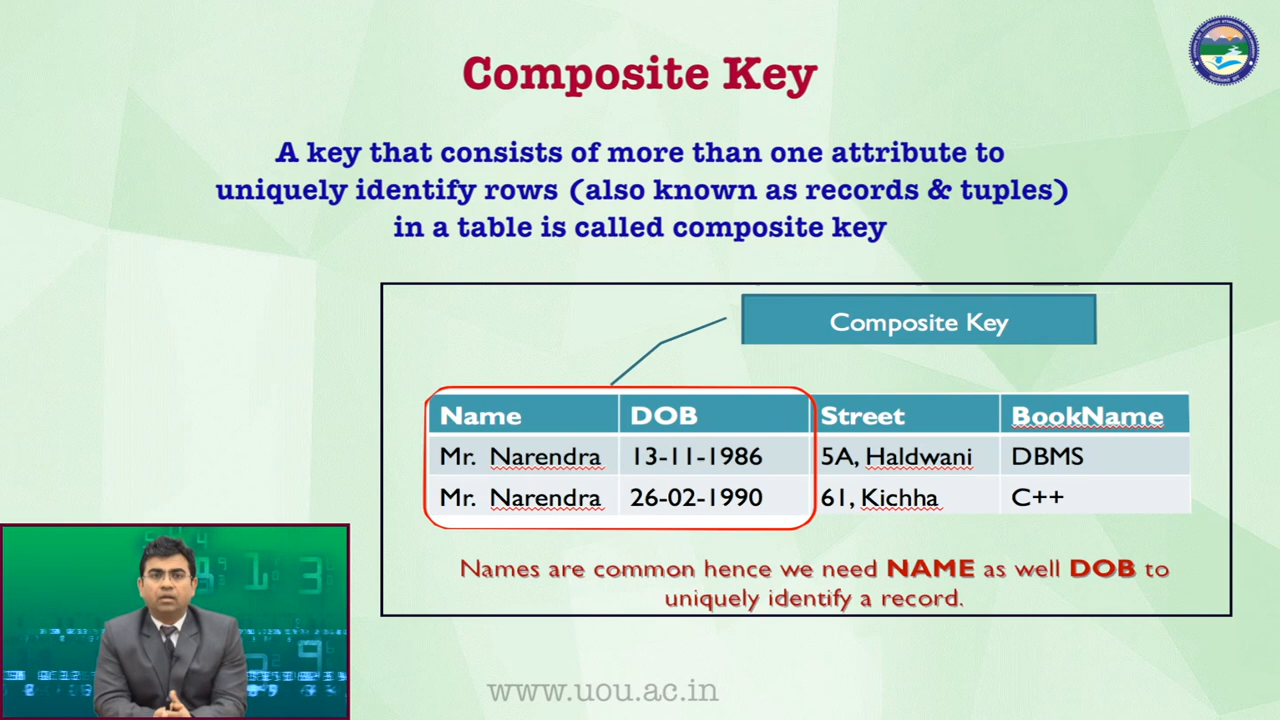 Composite Key
A key that consists of more than one attribute to
uniquely identify rows (also known as records & tuples)
in a table is called composite key
Composite Key
Name DOB Street BookName
Mr. Narendra 13-11-1986 5A, Haldwani DBMS
Mr. Narendra 26-02-1990 61, Kichha C++
Names are common hence we need NAME as well DOB to
uniquely identify a record.
www.uou.ac.in